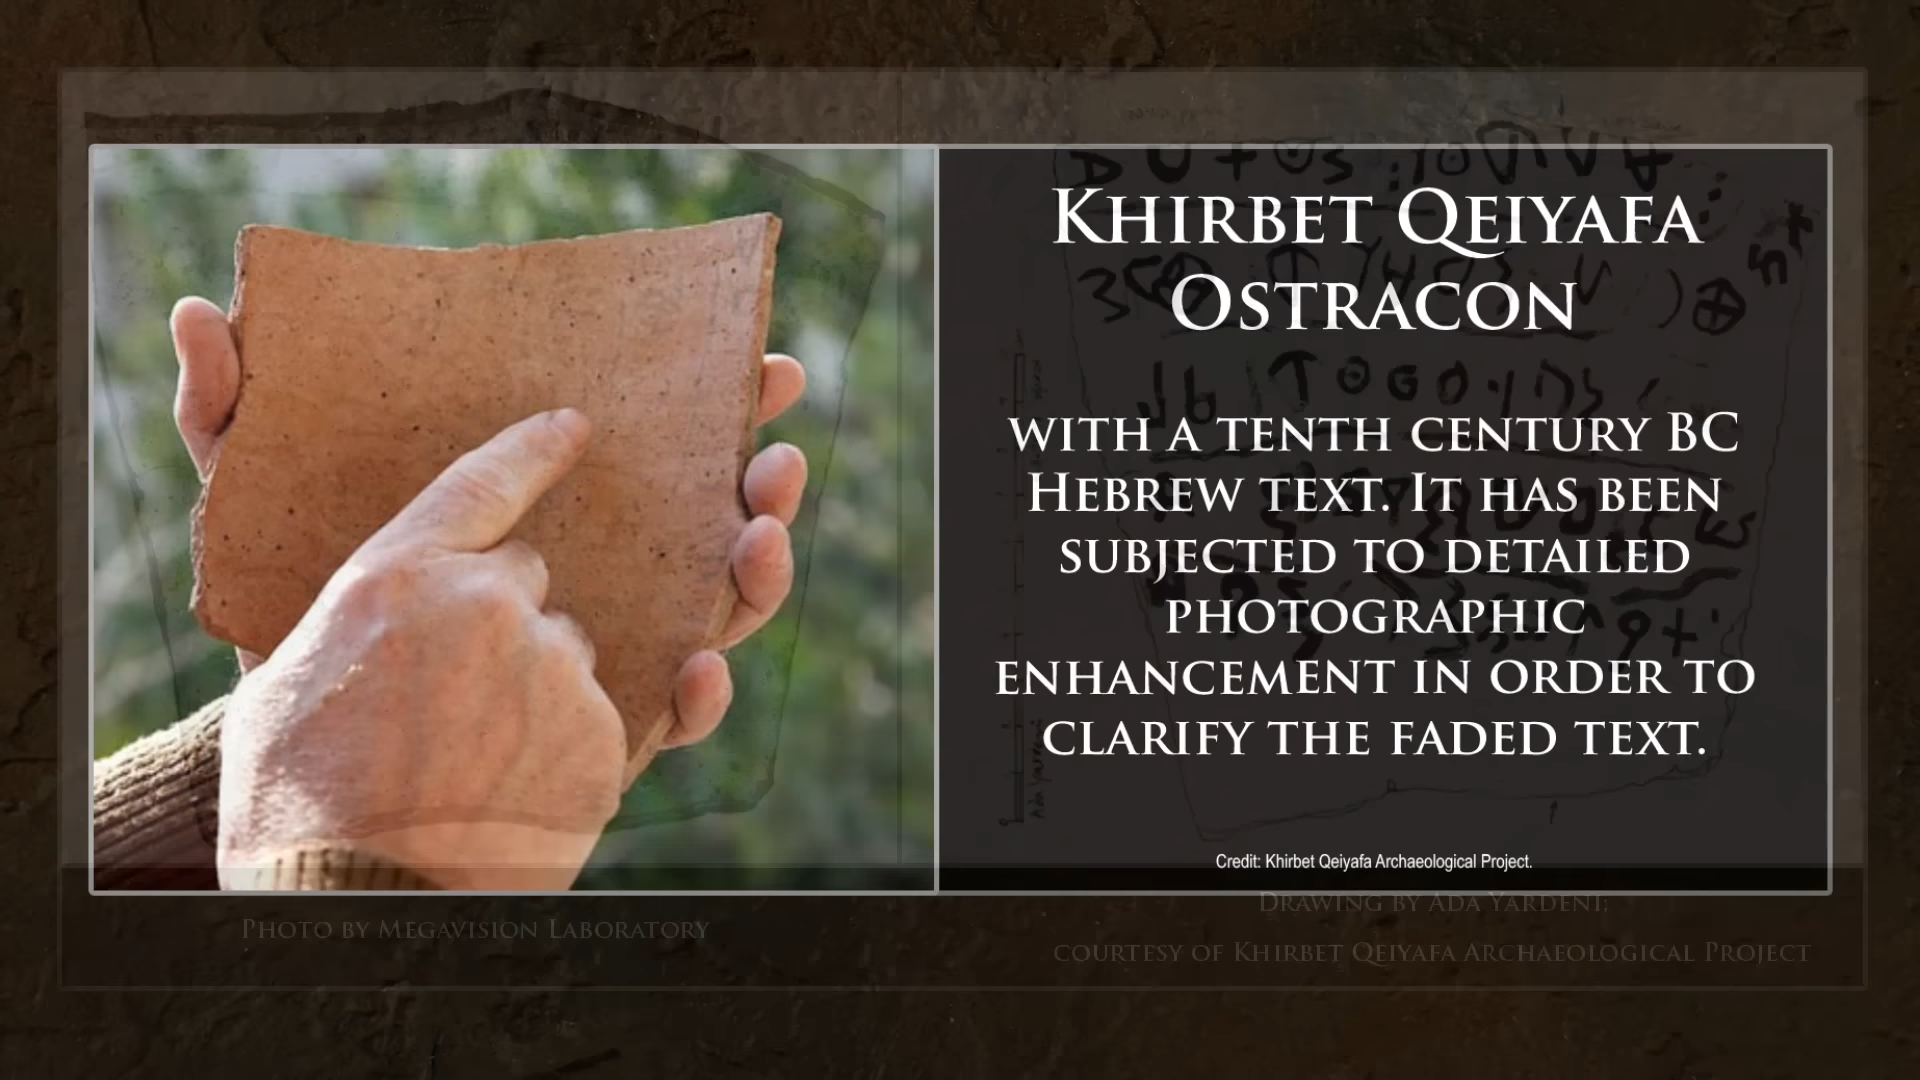 Khirbet Qeiyafa
Ostracon
with a tenth century BC
Hebrew text. It has been
subjected to detailed
photographic
enhancement in order to
clarify the faded text.
Credit: Khirbet Qeiyafa Archaeological Project.
Photo by Megavision Laboratory
Drawing by Ada Yardeni;
courtesy of Khirbet Qeiyafa Archaeological Project